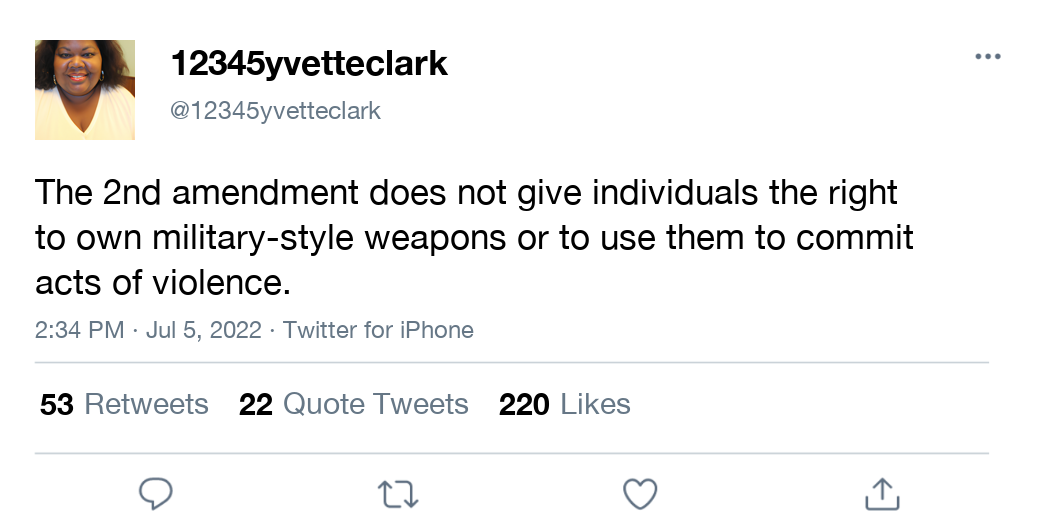 12345yvetteclark
@12345yvetteclark
The 2nd amendment does not give individuals the right
to own military-style weapons or to use them to commit
acts of violence.
2:34 PM · Jul 5, 2022 · Twitter for iPhone
53 Retweets 22 Quote Tweets 220 Likes